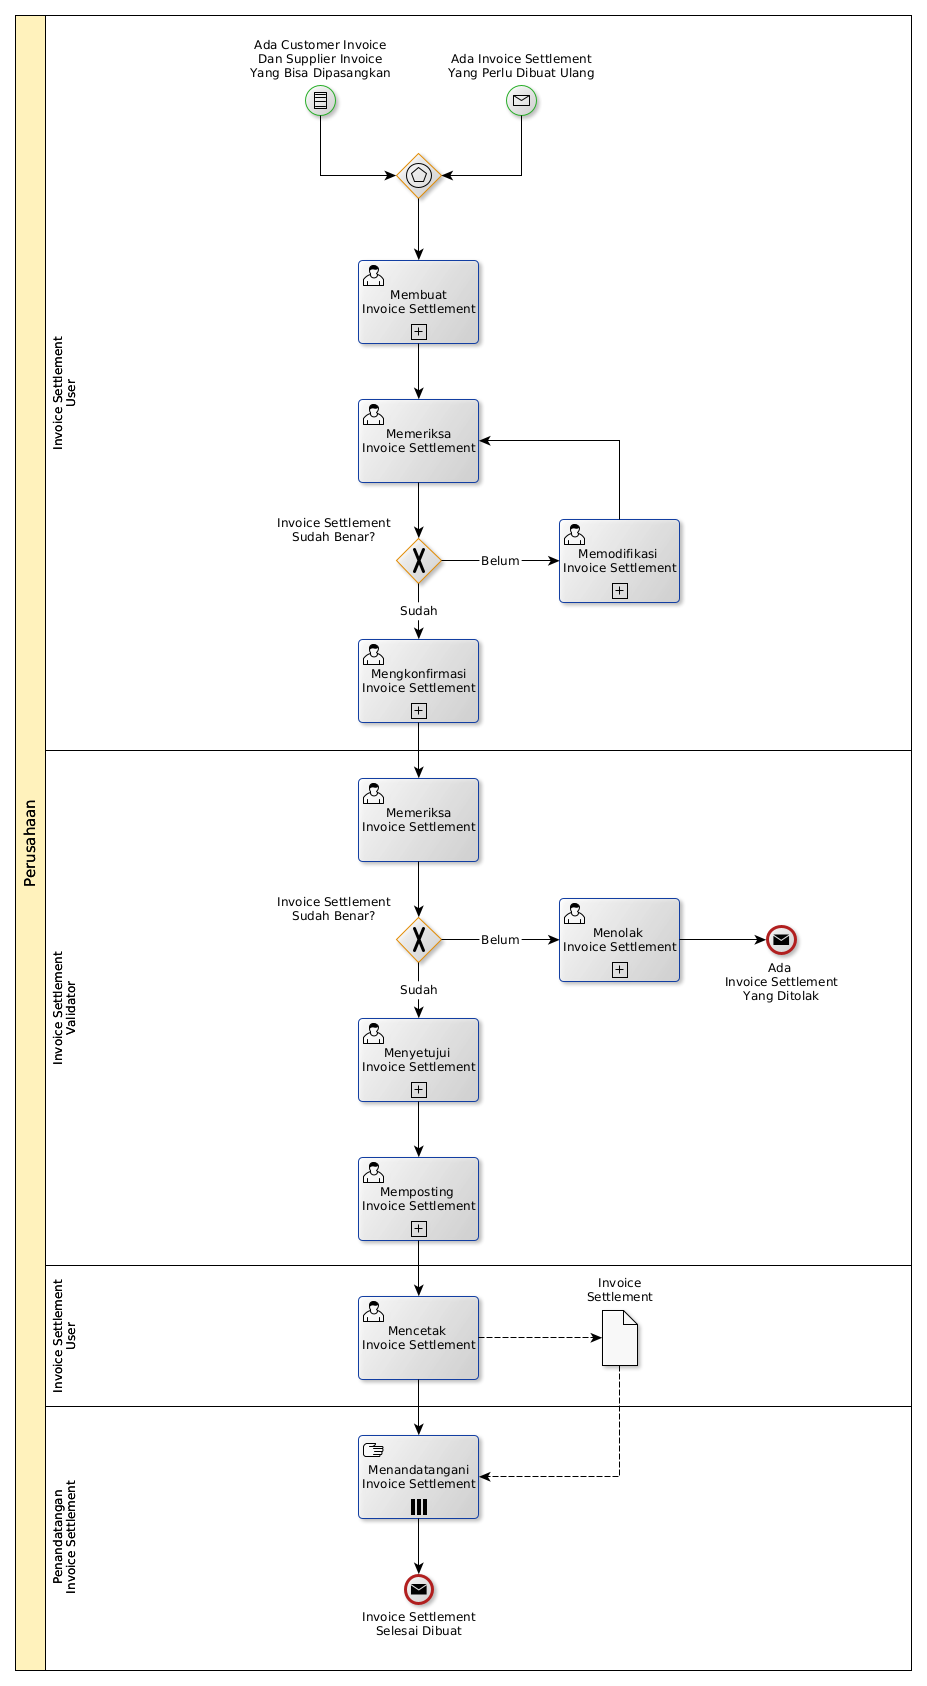 Perusahaan
Invoice Settlement
User
Ada Customer Invoice
Dan Supplier Invoice
Yang Bisa Dipasangkan
Ada Invoice Settlement
Yang Perlu Dibuat Ulang
Membuat
Invoice Settlement
Memeriksa
Invoice Settlement
Invoice Settlement
Sudah Benar?
Belum
Memodifikasi
Invoice Settlement
Sudah
Mengkonfirmasi
Invoice Settlement
Invoice Settlement
Validator
Memeriksa
Invoice Settlement
Invoice Settlement
Sudah Benar?
Belum
Menolak
Invoice Settlement
Ada
Invoice Settlement
Yang Ditolak
Sudah
Menyetujui
Invoice Settlement
Memposting
Invoice Settlement
Invoice Settlement
User
Mencetak
Invoice Settlement
Invoice
Settlement
Penandatangan
Invoice Settlement
Menandatangani
Invoice Settlement
Invoice Settlement
Selesai Dibuat